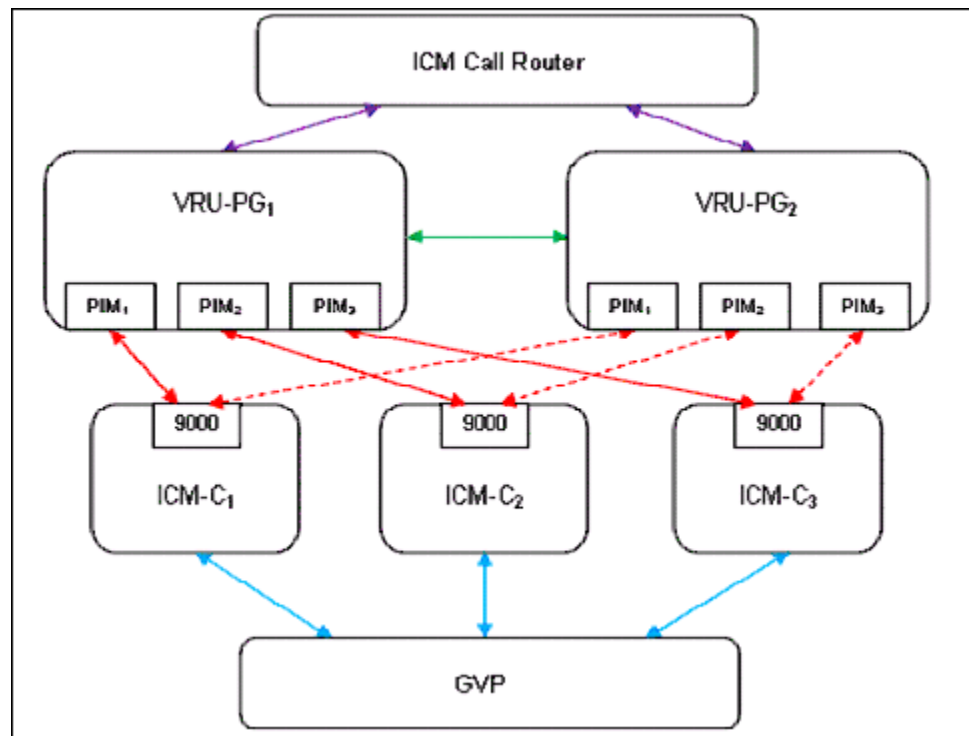 ICM Call Router
VRU-PG₁
VRU-PG₂
PIM₁ PIM₂ PIM₃
PIM₁ PIM₂ PIM₃
9000
9000
9000
ICM-C₁
ICM-C₂
ICM-C₃
GVP